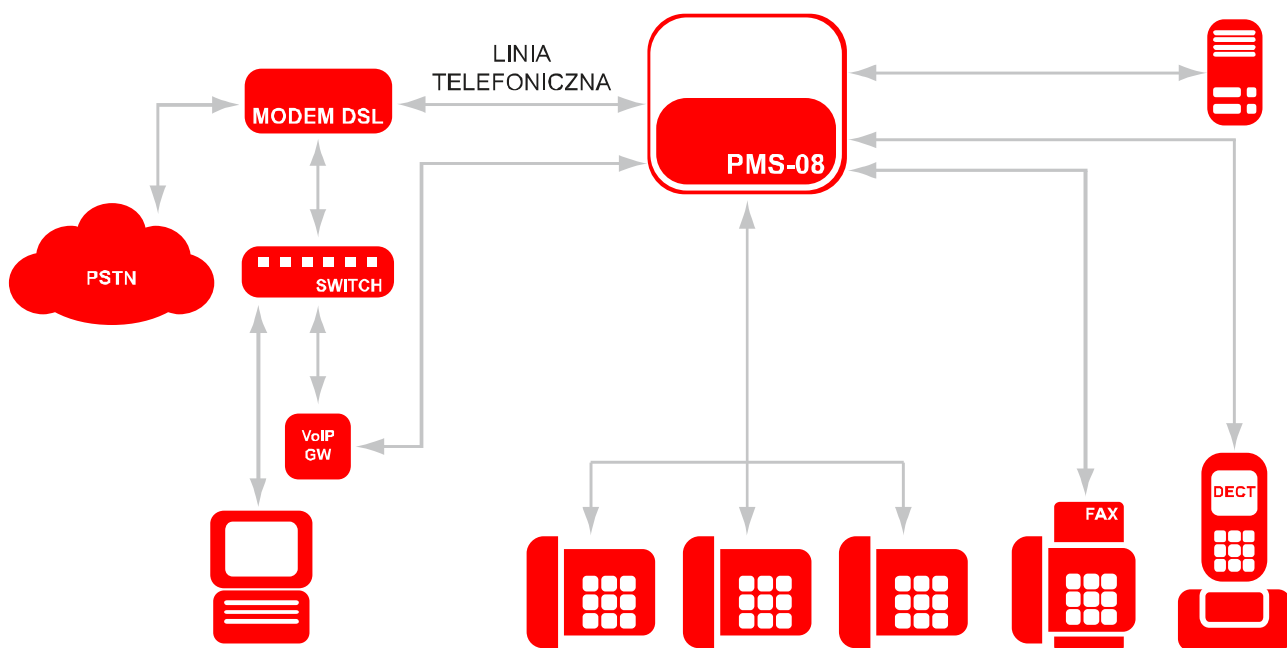 LINIA
TELEFONICZNA
MODEM DSL
PMS-08
PSTN
SWITCH
VoIP
GW
DECT
FAX